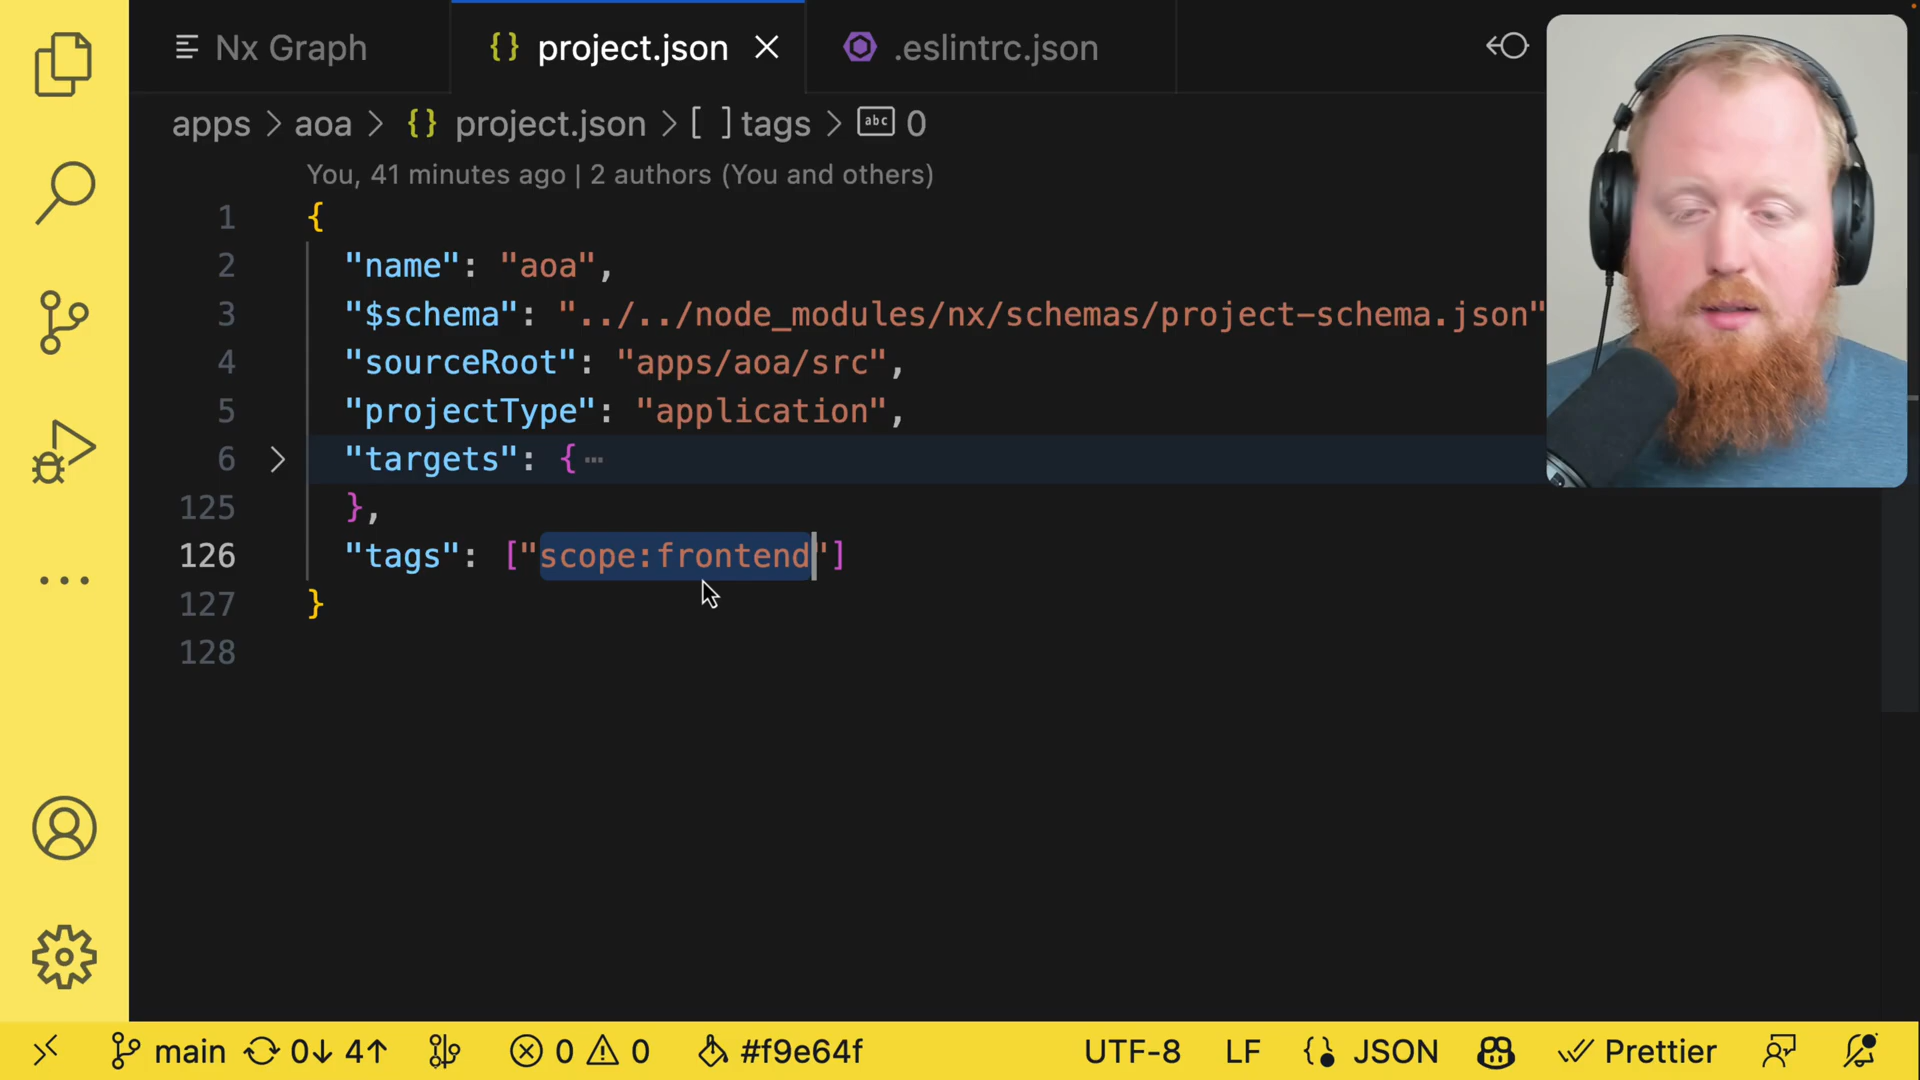 Nx Graph
{} project.json
.eslintrc.json
apps > aoa > {} project.json > [ ] tags > abc 0
You, 41 minutes ago | 2 authors (You and others)
1 {
2 "name": "aoa",
3 "$schema": "../../node_modules/nx/schemas/project-schema.json"
4 "sourceRoot": "apps/aoa/src",
5 "projectType": "application",
6 "targets": { ⋯
125 },
126 "tags": ["scope:frontend"]
127 }
128
main 0↓ 4↑ 0 0 #f9e64f UTF-8 LF JSON Prettier